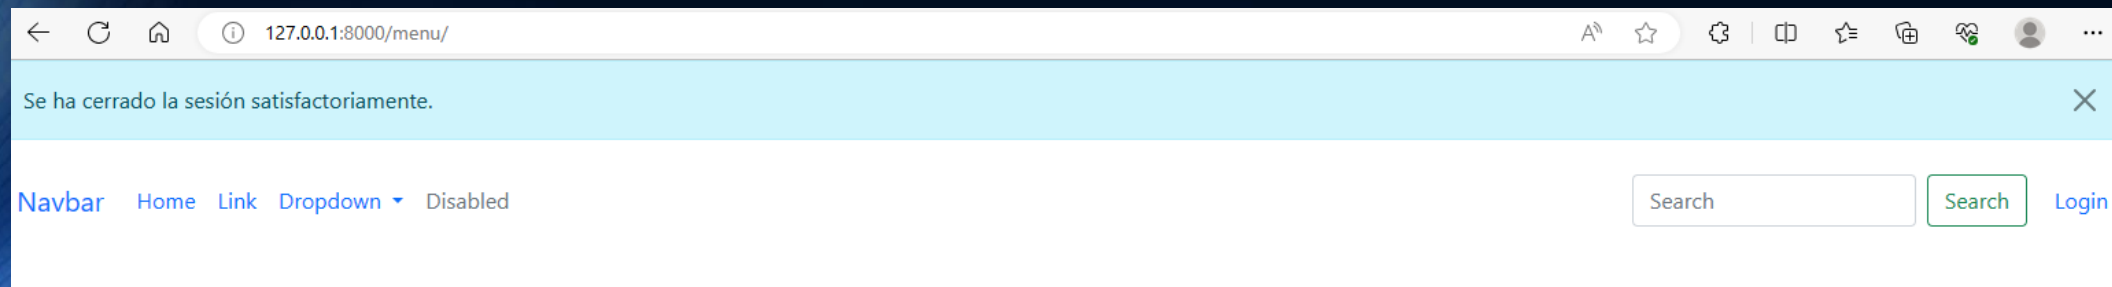 127.0.0.1:8000/menu/
Se ha cerrado la sesión satisfactoriamente.
Navbar Home Link Dropdown Disabled Search Search Login